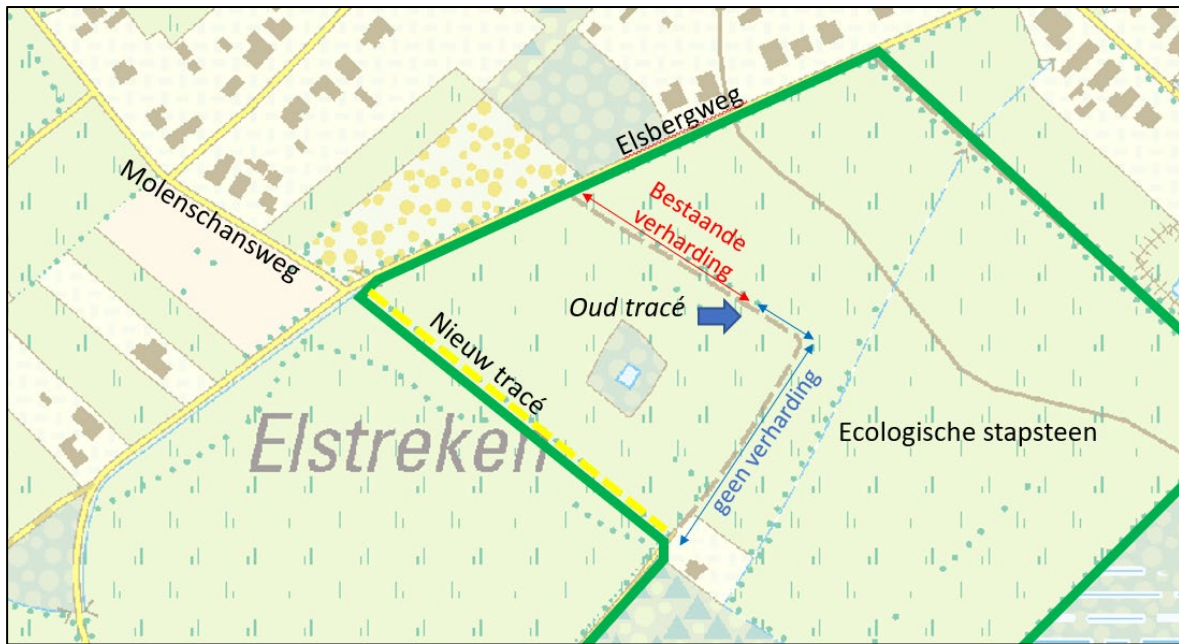 Elsbergweg
Molenschansweg
Bestaande
verharding
Oud tracé
Nieuw tracé
Elstreken
geen verharding
Ecologische stapsteen